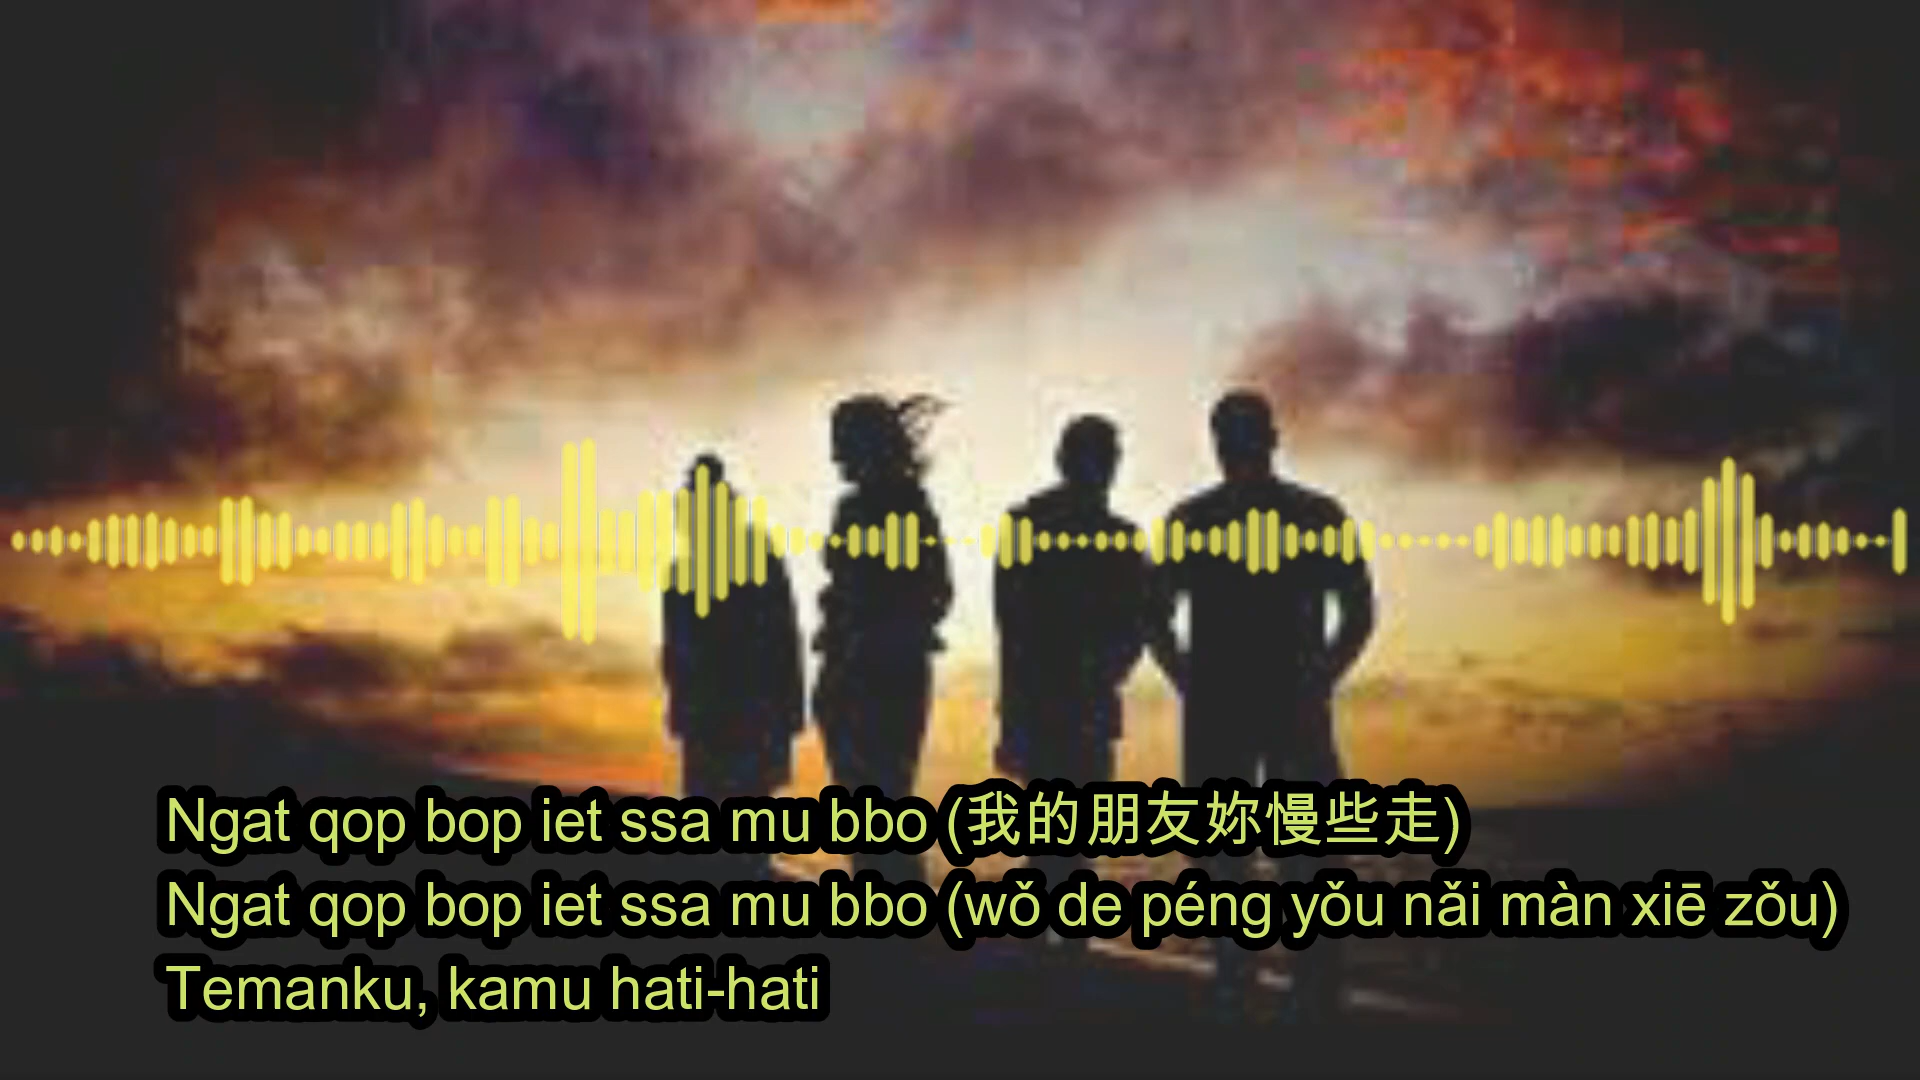 Ngat qop bop iet ssa mu bbo (我的朋友妳慢些走)
Ngat qop bop iet ssa mu bbo (wǒ de péng yǒu nǎi màn xiē zǒu)
Temanku, kamu hati-hati